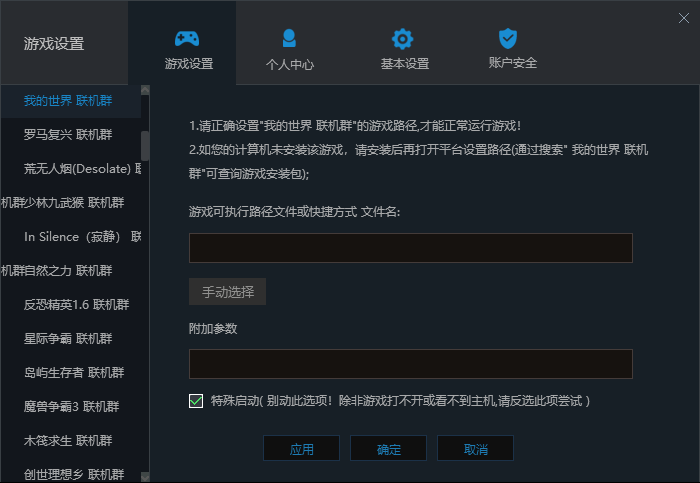 游戏设置
游戏设置
个人中心
基本设置
账户安全
我的世界 联机群
罗马复兴 联机群
荒无人烟(Desolate) 联
机群少林九武猴 联机群
In Silence（寂静） 联
机群自然之力 联机群
反恐精英1.6 联机群
星际争霸 联机群
岛屿生存者 联机群
魔兽争霸3 联机群
木筏求生 联机群
创世理想乡 联机群
1.请正确设置"我的世界 联机群"的游戏路径,才能正常运行游戏!
2.如您的计算机未安装该游戏，请安装后再打开平台设置路径(通过搜索" 我的世界 联机
群"可查询游戏安装包);
游戏可执行路径文件或快捷方式 文件名:
手动选择
附加参数
特殊启动( 别动此选项！除非游戏打不开或看不到主机,请反选此项尝试 )
应用
确定
取消